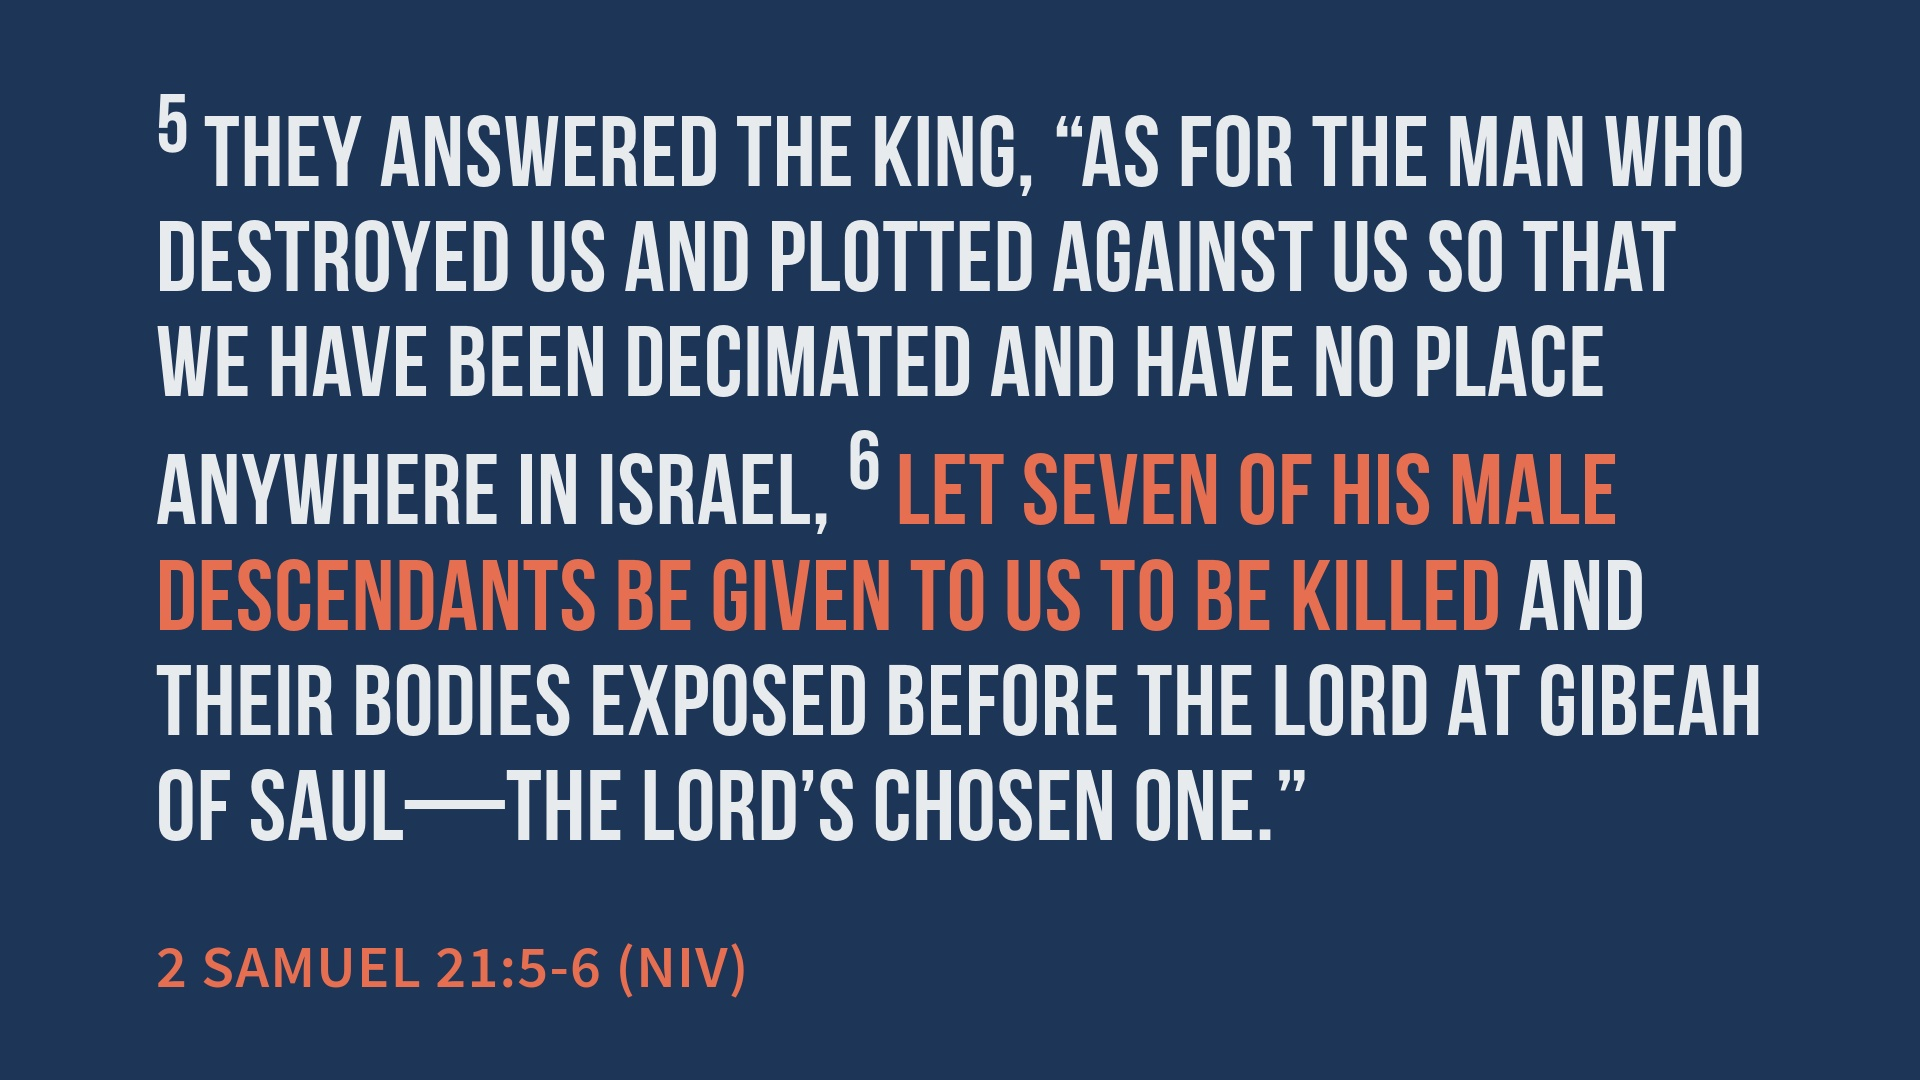 5 THEY ANSWERED THE KING, “AS FOR THE MAN WHO
DESTROYED US AND PLOTTED AGAINST US SO THAT
WE HAVE BEEN DECIMATED AND HAVE NO PLACE
ANYWHERE IN ISRAEL, 6 LET SEVEN OF HIS MALE
DESCENDANTS BE GIVEN TO US TO BE KILLED AND
THEIR BODIES EXPOSED BEFORE THE LORD AT GIBEAH
OF SAUL—THE LORD’S CHOSEN ONE.”
2 SAMUEL 21:5-6 (NIV)